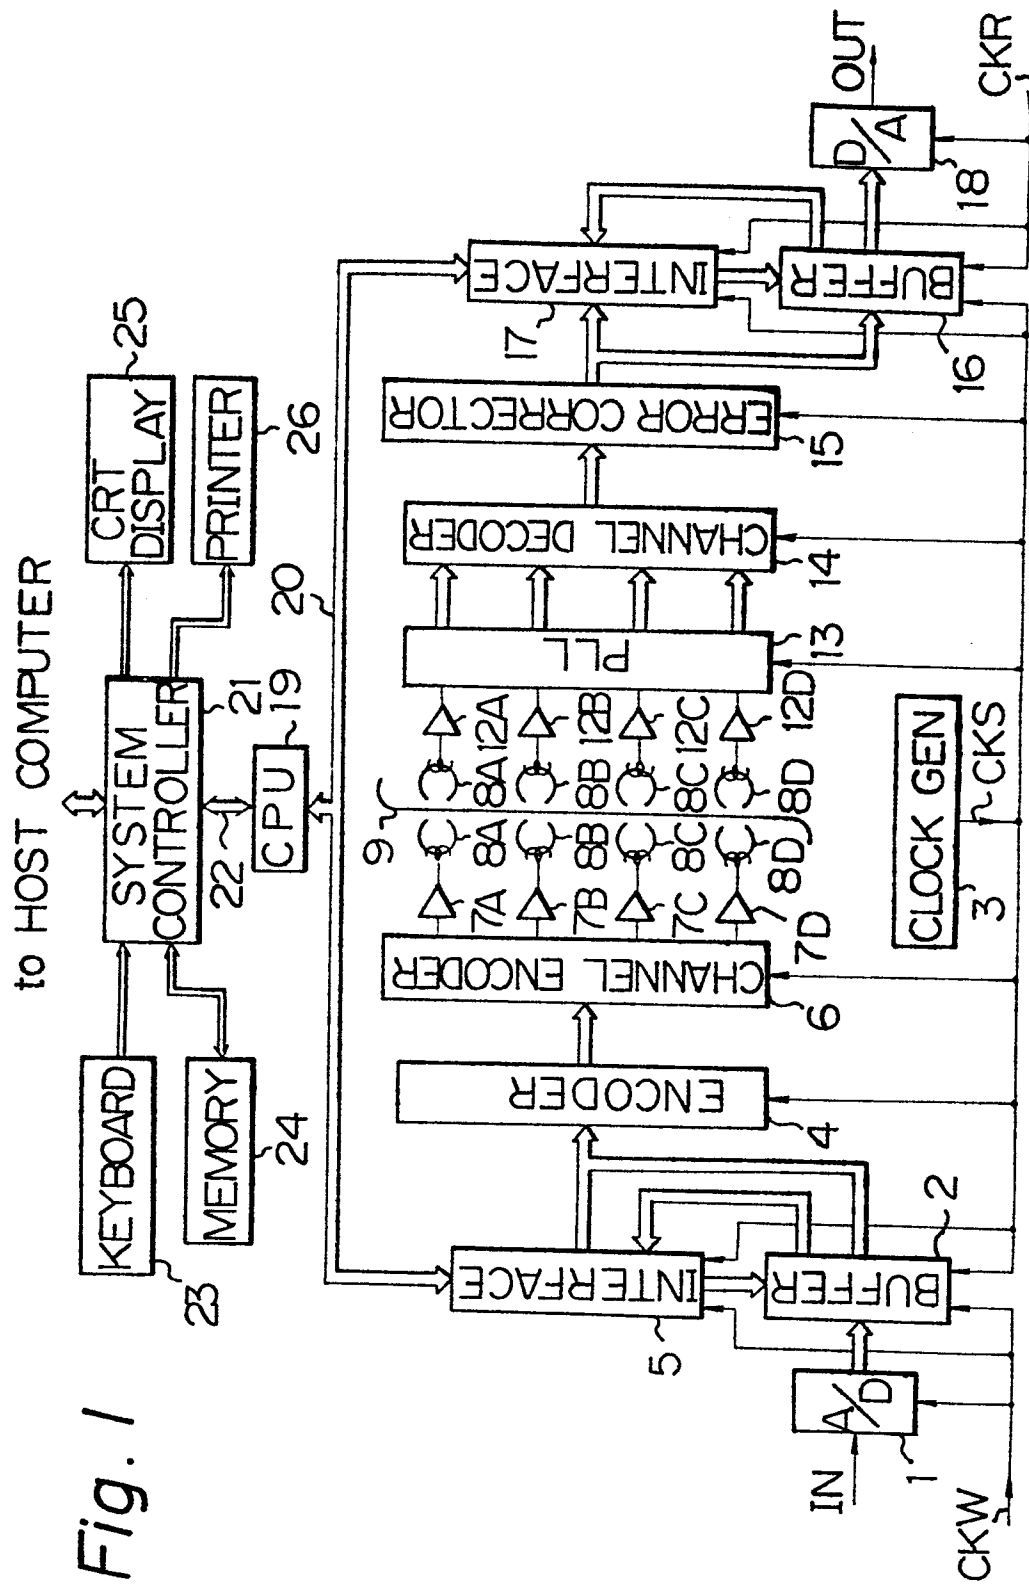 Fig. 1
to HOST COMPUTER
KEYBOARD
23
MEMORY
24
SYSTEM
CONTROLLER
21
22
CRT
DISPLAY
25
PRINTER
26
CPU
19
20
IN
A/D
1
BUFFER
2
INTERFACE
5
ENCODER
4
CHANNEL ENCODER
6
7A
7B
7C
7D
8A
8B
8C
8D
9
8A
8B
8C
8D
12A
12B
12C
12D
PLL
13
CHANNEL DECODER
14
ERROR CORRECTOR
15
INTERFACE
17
BUFFER
16
D/A
18
OUT
CLOCK GEN
3
CKS
CKW
CKR